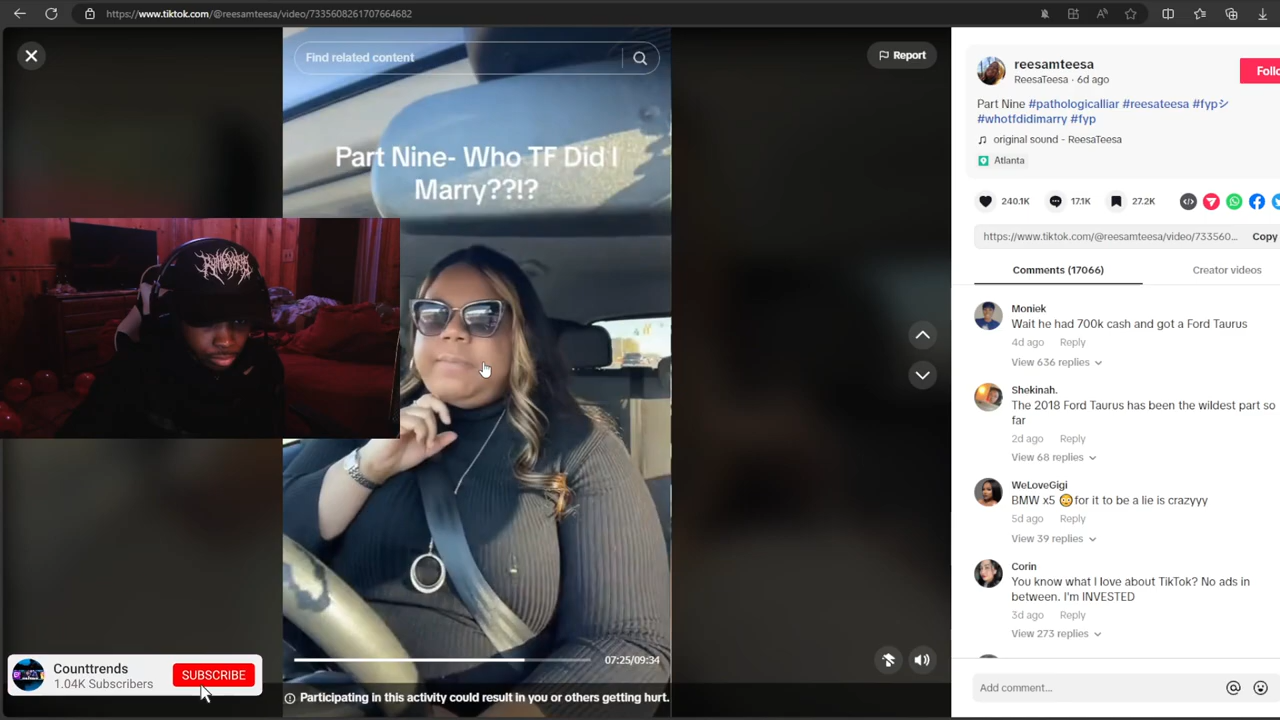 https://www.tiktok.com/@reesamteesa/video/7335608261707664682
Find related content
Report
Part Nine- Who TF Did I
Marry??!?
07:25/09:34
Participating in this activity could result in you or others getting hurt.
Counttrends
1.04K Subscribers
SUBSCRIBE
reesamteesa
ReesaTeesa · 6d ago
Follo
Part Nine #pathologicalliar #reesateesa #fypシ
#whotfdidimarry #fyp
original sound - ReesaTeesa
Atlanta
240.1K
17.1K
27.2K
https://www.tiktok.com/@reesamteesa/video/733560...
Copy
Comments (17066)
Creator videos
Moniek
Wait he had 700k cash and got a Ford Taurus
4d ago Reply
View 636 replies
Shekinah.
The 2018 Ford Taurus has been the wildest part so
far
2d ago Reply
View 68 replies
WeLoveGigi
BMW x5 😳for it to be a lie is crazyyy
5d ago Reply
View 39 replies
Corin
You know what I love about TikTok? No ads in
between. I'm INVESTED
3d ago Reply
View 273 replies
Add comment...